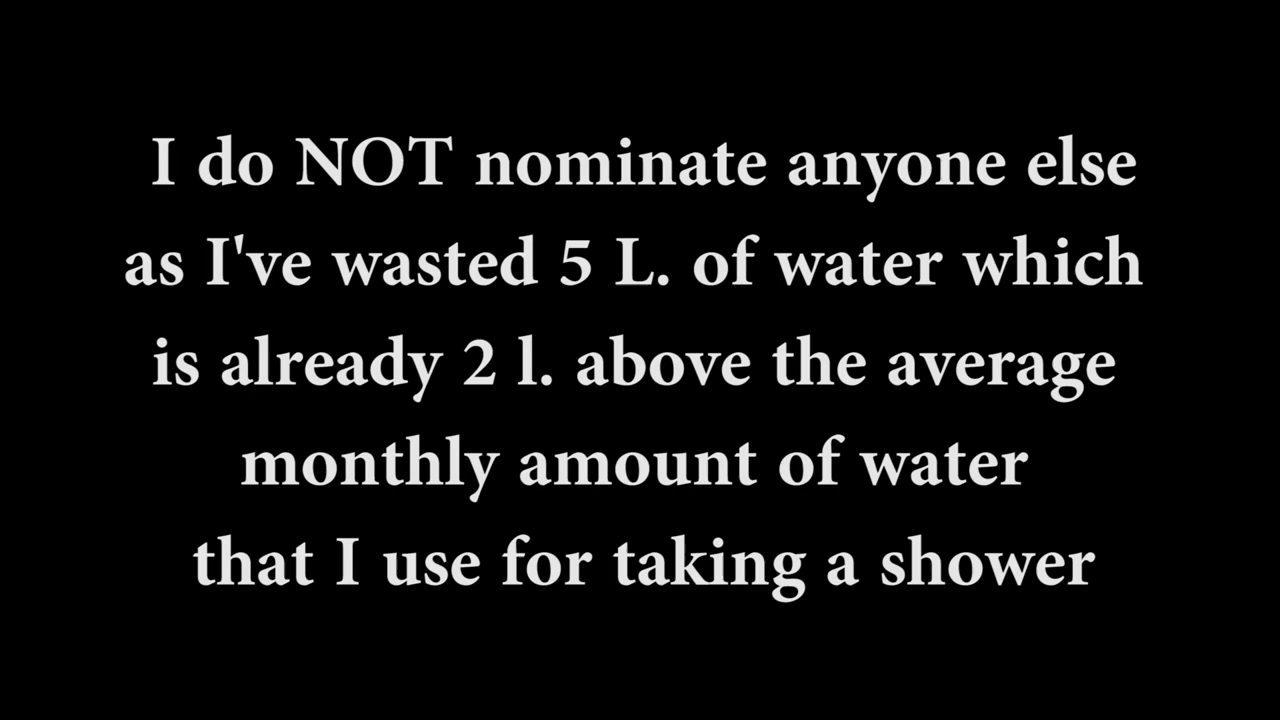 I do NOT nominate anyone else
as I've wasted 5 L. of water which
is already 2 l. above the average
monthly amount of water
that I use for taking a shower